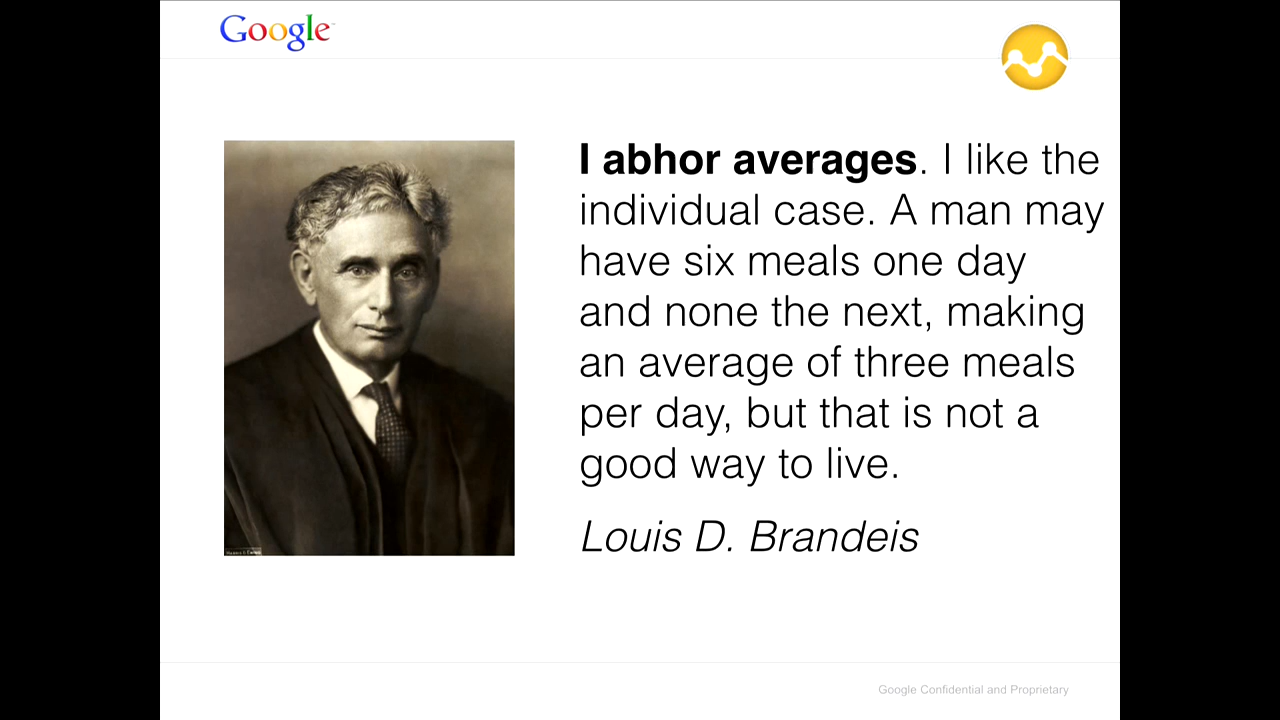 Google
I abhor averages. I like the
individual case. A man may
have six meals one day
and none the next, making
an average of three meals
per day, but that is not a
good way to live.
Louis D. Brandeis
Google Confidential and Proprietary